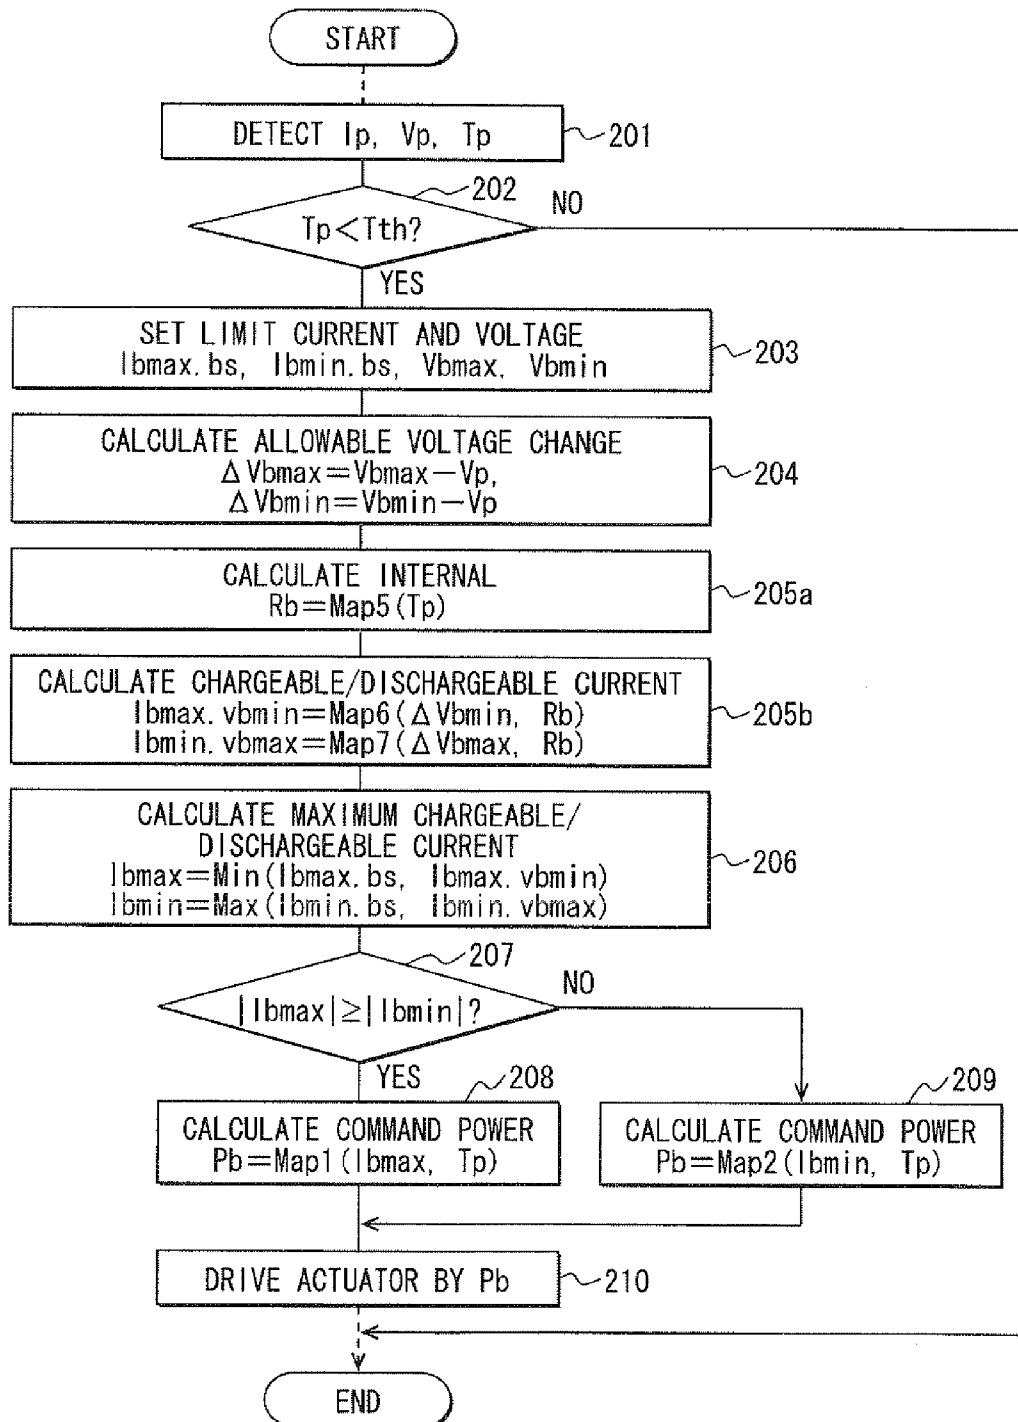 START
DETECT Ip, Vp, Tp
201
202
Tp<Tth?
NO
YES
SET LIMIT CURRENT AND VOLTAGE
Ibmax.bs, Ibmin.bs, Vbmax, Vbmin
203
CALCULATE ALLOWABLE VOLTAGE CHANGE
ΔVbmax=Vbmax−Vp,
ΔVbmin=Vbmin−Vp
204
CALCULATE INTERNAL
Rb=Map5(Tp)
205a
CALCULATE CHARGEABLE/DISCHARGEABLE CURRENT
Ibmax.vbmin=Map6(ΔVbmin, Rb)
Ibmin.vbmax=Map7(ΔVbmax, Rb)
205b
CALCULATE MAXIMUM CHARGEABLE/
DISCHARGEABLE CURRENT
Ibmax=Min(Ibmax.bs, Ibmax.vbmin)
Ibmin=Max(Ibmin.bs, Ibmin.vbmax)
206
207
|Ibmax|≥|Ibmin|?
NO
YES
208
CALCULATE COMMAND POWER
Pb=Map1(Ibmax, Tp)
209
CALCULATE COMMAND POWER
Pb=Map2(Ibmin, Tp)
DRIVE ACTUATOR BY Pb
210
END